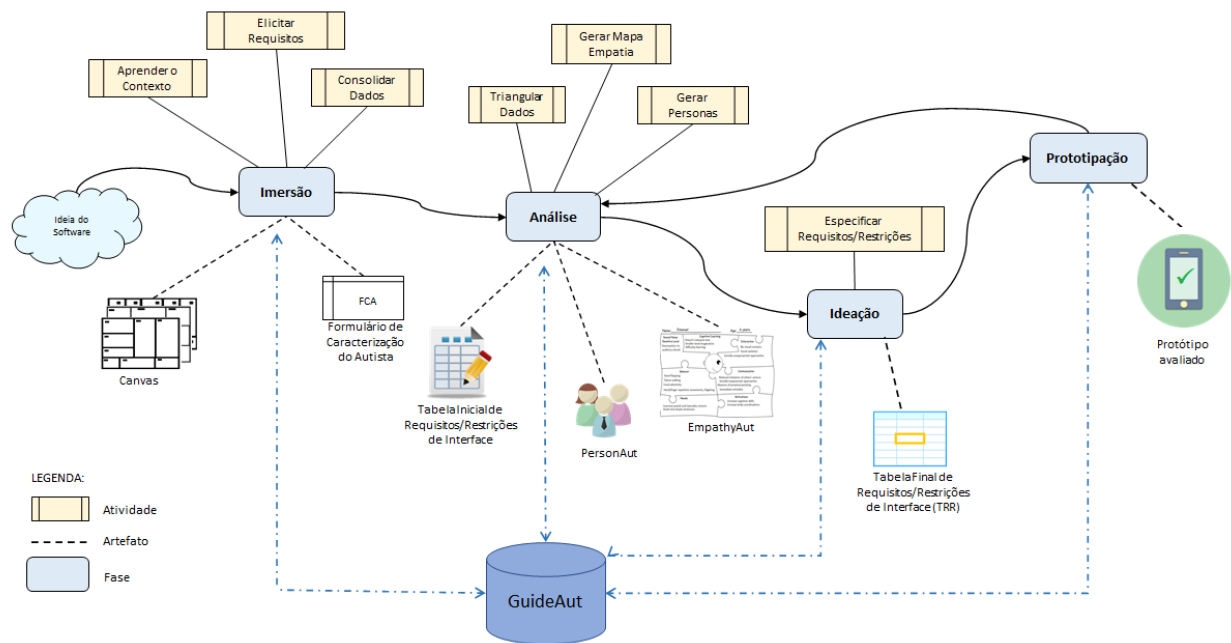 Elicitar
Requisitos
Aprender o
Contexto
Consolidar
Dados
Gerar Mapa
Empatia
Triangular
Dados
Gerar
Personas
Prototipação
Imersão
Ideia do
Software
Análise
Especificar
Requisitos/Restrições
Ideação
FCA
Formulário de
Caracterização
do Autista
Canvas
Tabela Inicial de
Requisitos/Restrições
de Interface
PersonAut
EmpathyAut
Protótipo
avaliado
Tabela Final de
Requisitos/Restrições
de Interface (TRR)
LEGENDA:
Atividade
Artefato
Fase
GuideAut